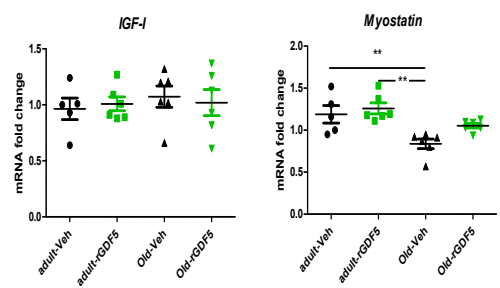 IGF-I
mRNA fold change
1.5
1.0
0.5
0.0
adult-Veh
adult-rGDF5
Old-Veh
Old-rGDF5
Myostatin
mRNA fold change
2.0
1.5
1.0
0.5
0.0
**
**
adult-Veh
adult-rGDF5
Old-Veh
Old-rGDF5